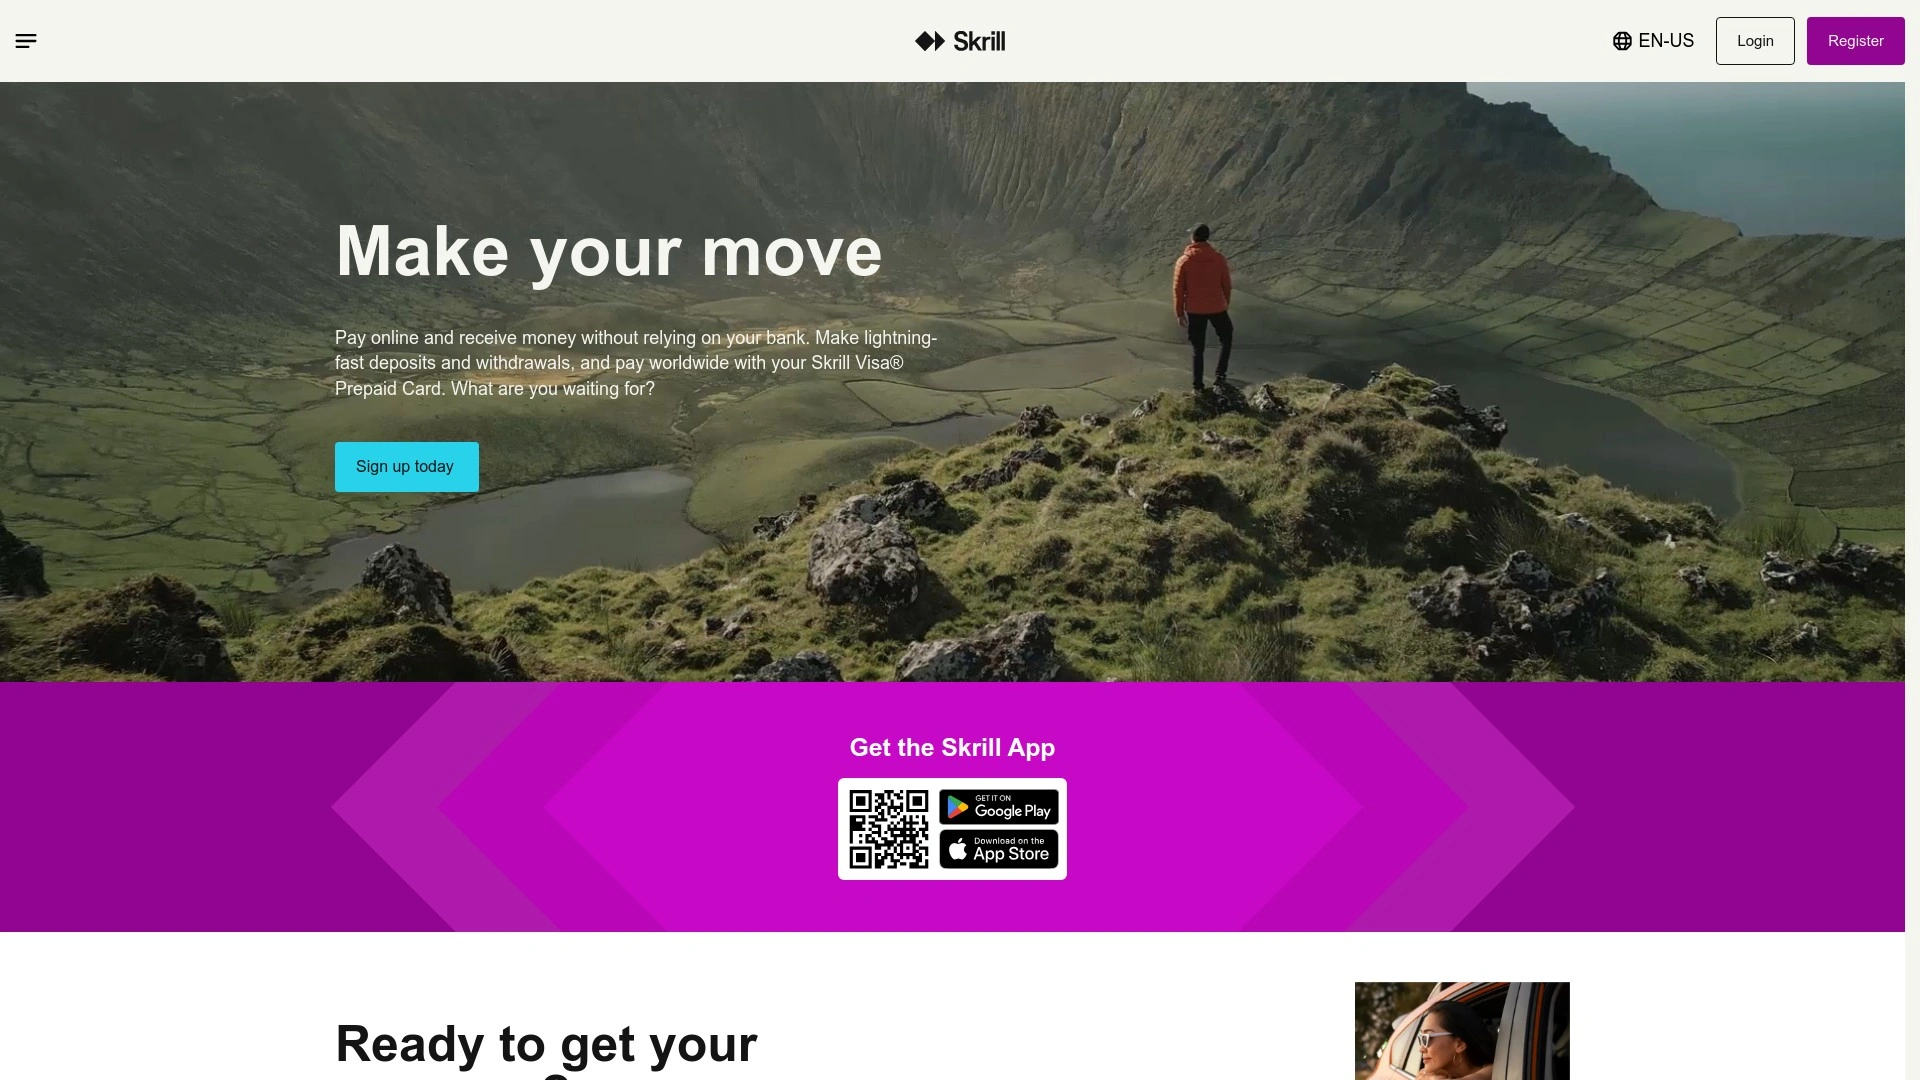 Skrill
EN-US
Login
Register
Make your move
Pay online and receive money without relying on your bank. Make lightning-
fast deposits and withdrawals, and pay worldwide with your Skrill Visa®
Prepaid Card. What are you waiting for?
Sign up today
Get the Skrill App
GET IT ON
Google Play
Download on the
App Store
Ready to get your